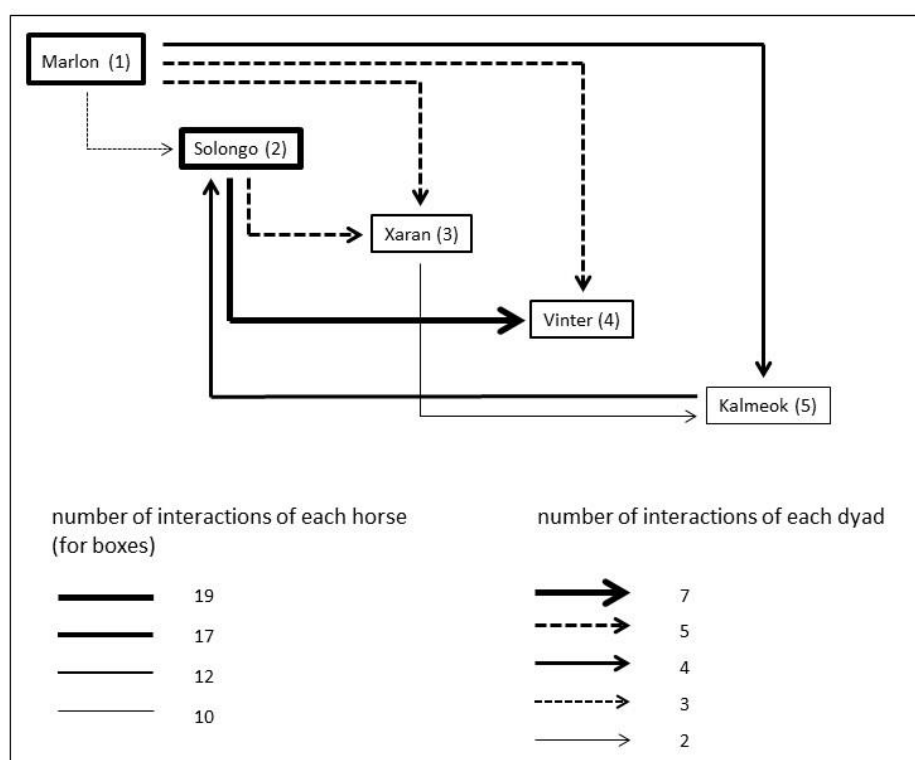 Marlon (1)
Solongo (2)
Xaran (3)
Vinter (4)
Kalmeok (5)
number of interactions of each horse
(for boxes)
19
17
12
10
number of interactions of each dyad
7
5
4
3
2